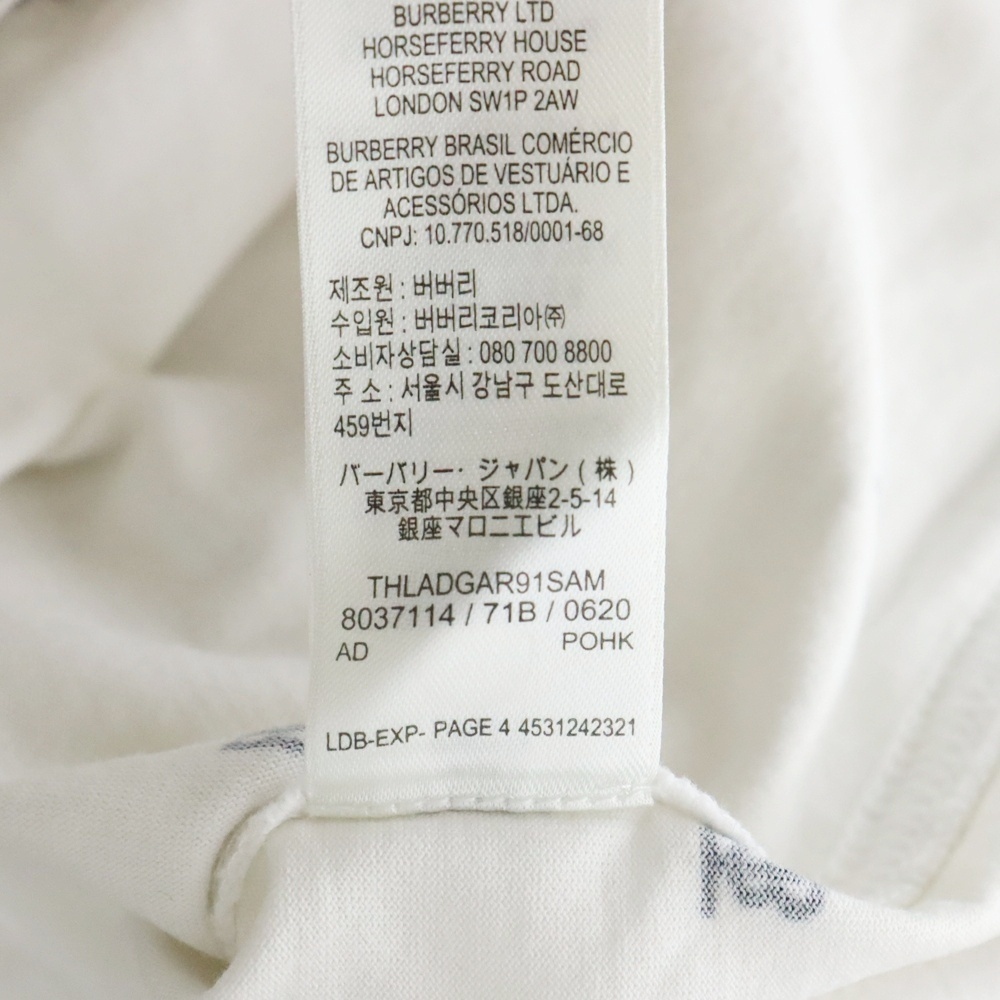 BURBERRY LTD
HORSEFERRY HOUSE
HORSEFERRY ROAD
LONDON SW1P 2AW
BURBERRY BRASIL COMÉRCIO
DE ARTIGOS DE VESTUÁRIO E
ACESSÓRIOS LTDA.
CNPJ: 10.770.518/0001-68
제조원 : 버버리
수입원 : 버버리코리아㈜
소비자상담실 : 080 700 8800
주 소 : 서울시 강남구 도산대로
459번지
バーバリー・ジャパン(株)
東京都中央区銀座2-5-14
銀座マロニエビル
THLADGAR91SAM
8037114 / 71B / 0620
AD POHK
LDB-EXP- PAGE 4 4531242321